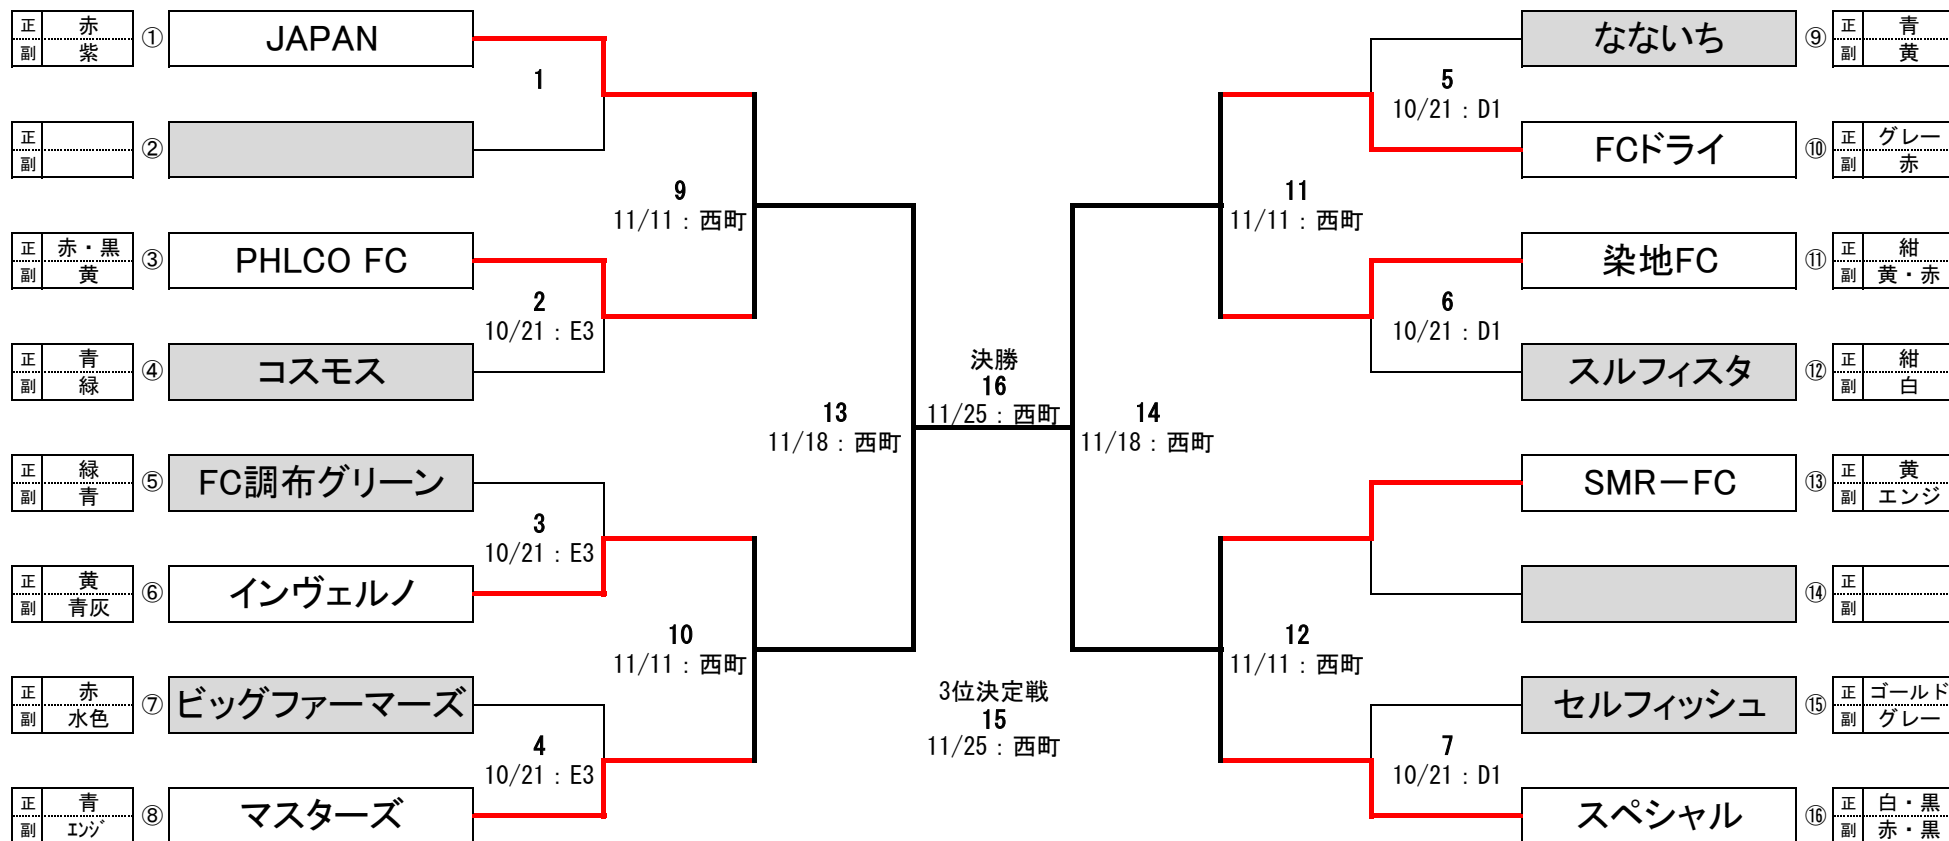 正 赤 ① JAPAN
副 紫
1
正 ②
副
9
11/11：西町
正 赤・黒 ③ PHLCO FC
副 黄
2
10/21：E3
正 青 ④ コスモス
副 緑
13
11/18：西町
正 緑 ⑤ FC調布グリーン
副 青
3
10/21：E3
正 黄 ⑥ インヴェルノ
副 青灰
10
11/11：西町
正 赤 ⑦ ビッグファーマーズ
副 水色
4
10/21：E3
正 青 ⑧ マスターズ
副 エンジ
決勝
16
11/25：西町
3位決定戦
15
11/25：西町
なないち ⑨ 正 青
副 黄
5
10/21：D1
FCドライ ⑩ 正 グレー
副 赤
11
11/11：西町
染地FC ⑪ 正 紺
副 黄・赤
6
10/21：D1
スルフィスタ ⑫ 正 紺
副 白
14
11/18：西町
SMR－FC ⑬ 正 黄
副 エンジ
⑭ 正
副
12
11/11：西町
セルフィッシュ ⑮ 正 ゴールド
副 グレー
7
10/21：D1
スペシャル ⑯ 正 白・黒
副 赤・黒